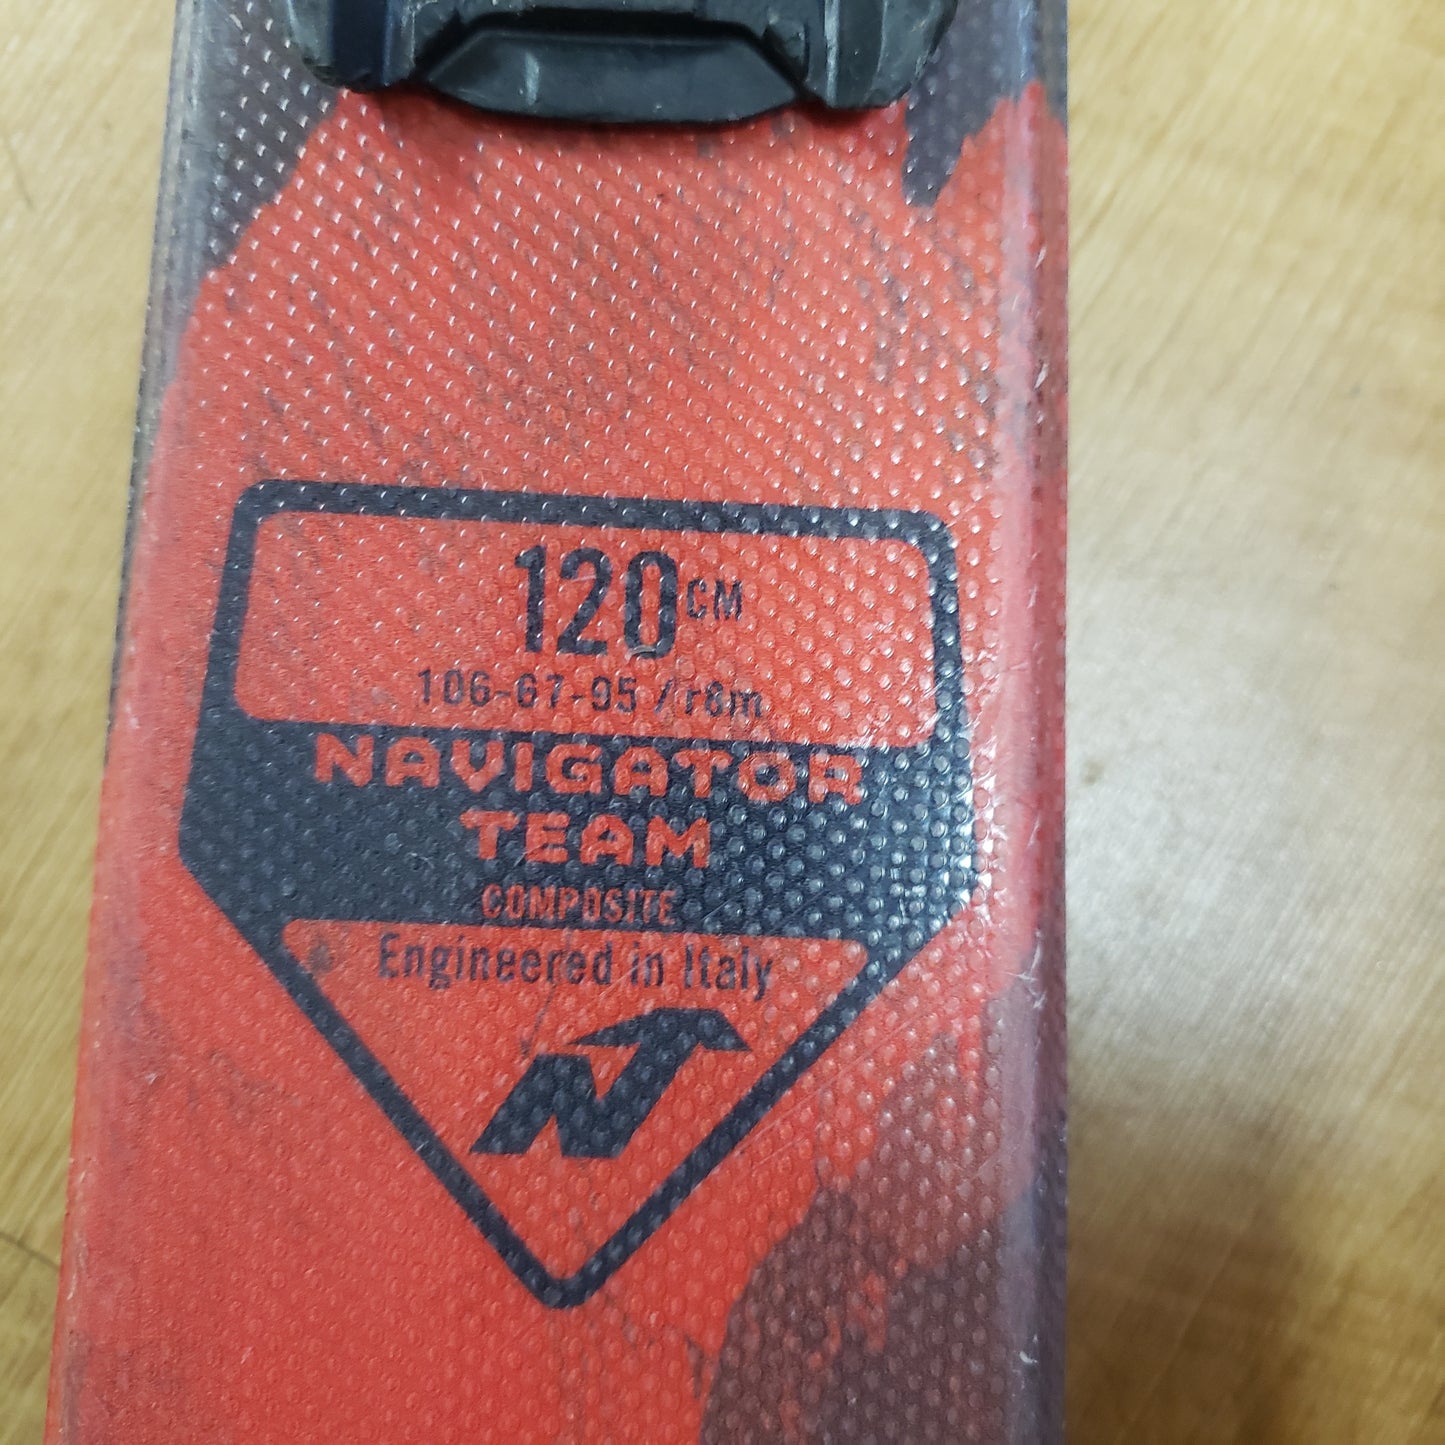 120CM
106-67-95 / r8m
NAVIGATOR
TEAM
COMPOSITE
Engineered in Italy